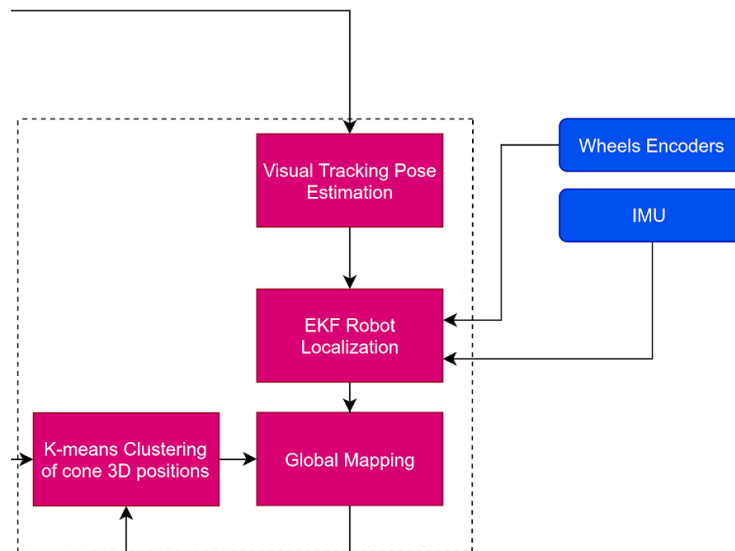 Visual Tracking Pose
Estimation
Wheels Encoders
IMU
EKF Robot
Localization
K-means Clustering
of cone 3D positions
Global Mapping